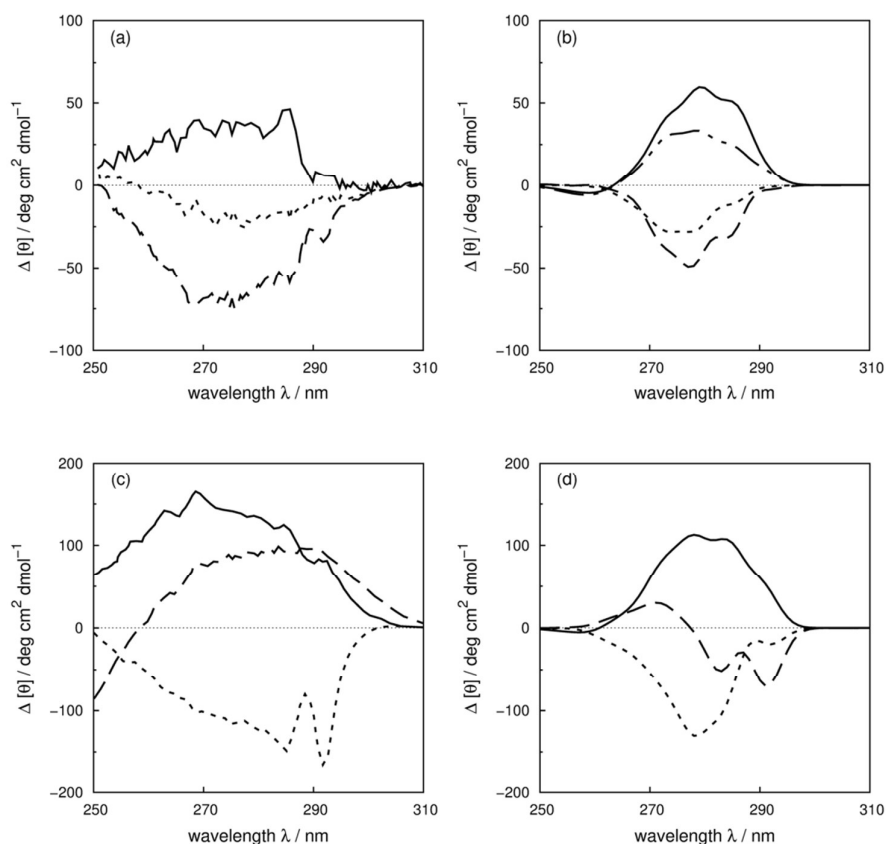 (a)
100
50
0
−50
−100
Δ [θ] / deg cm² dmol⁻¹
250 270 290 310
wavelength λ / nm
(b)
100
50
0
−50
−100
Δ [θ] / deg cm² dmol⁻¹
250 270 290 310
wavelength λ / nm
(c)
200
100
0
−100
−200
Δ [θ] / deg cm² dmol⁻¹
250 270 290 310
wavelength λ / nm
(d)
200
100
0
−100
−200
Δ [θ] / deg cm² dmol⁻¹
250 270 290 310
wavelength λ / nm